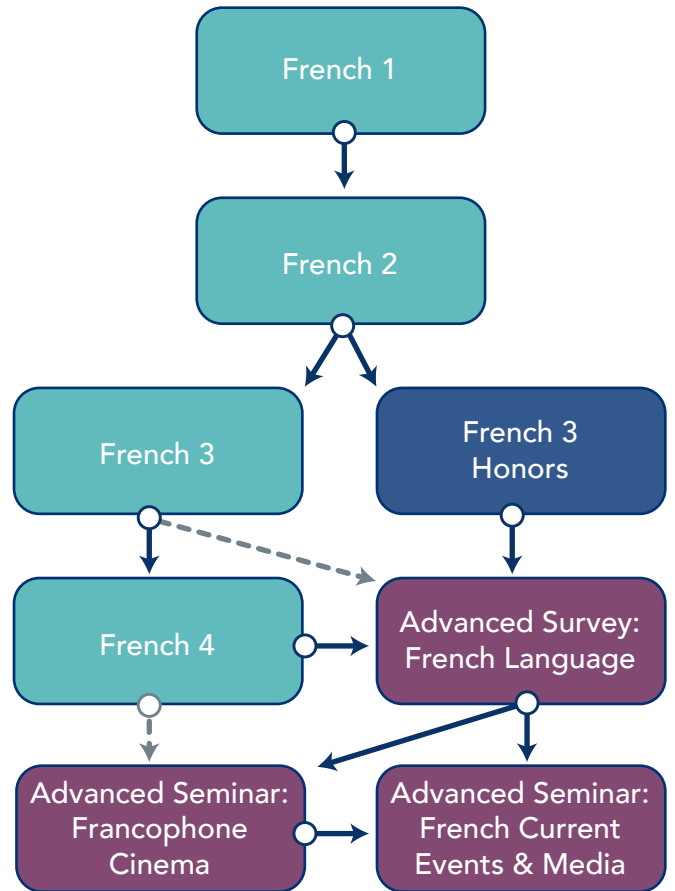 French 1
French 2
French 3
French 3
Honors
French 4
Advanced Survey:
French Language
Advanced Seminar:
Francophone
Cinema
Advanced Seminar:
French Current
Events & Media